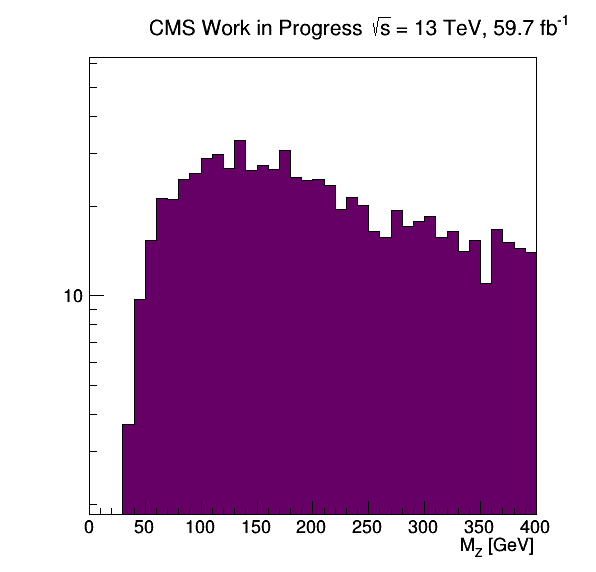 CMS Work in Progress √s = 13 TeV, 59.7 fb⁻¹
10
0 50 100 150 200 250 300 350 400
M_Z [GeV]